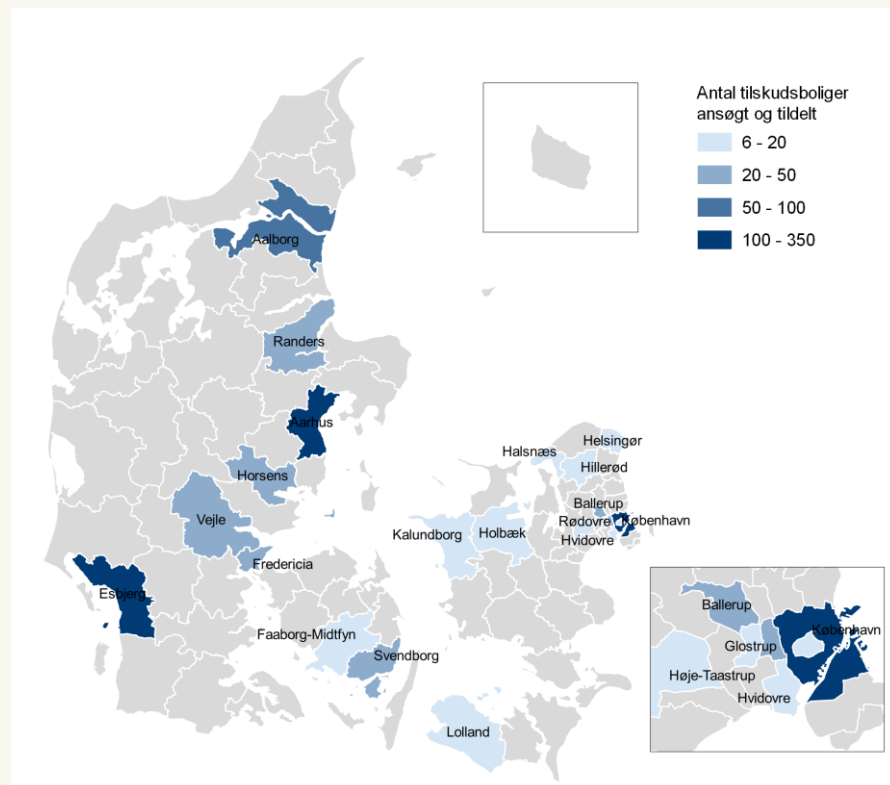 Antal tilskudsboliger
ansøgt og tildelt
6 - 20
20 - 50
50 - 100
100 - 350
Aalborg
Randers
Aarhus
Horsens
Vejle
Fredericia
Esbjerg
Faaborg-Midtfyn
Svendborg
Lolland
Kalundborg
Holbæk
Halsnæs
Helsingør
Hillerød
Ballerup
Rødovre
København
Hvidovre
Ballerup
København
Glostrup
Høje-Taastrup
Hvidovre